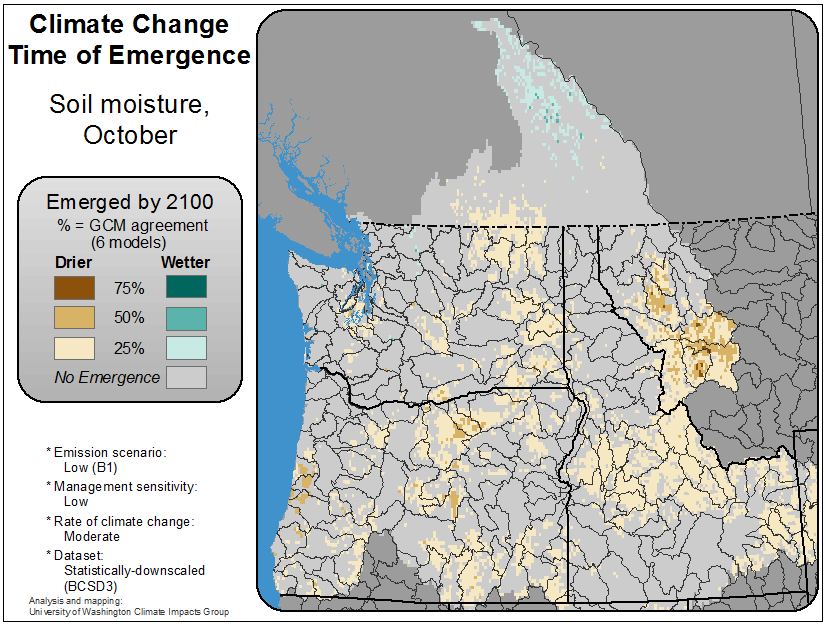 Climate Change
Time of Emergence
Soil moisture,
October
Emerged by 2100
% = GCM agreement
(6 models)
Drier Wetter
75%
50%
25%
No Emergence
* Emission scenario:
Low (B1)
* Management sensitivity:
Low
* Rate of climate change:
Moderate
* Dataset:
Statistically-downscaled
(BCSD3)
Analysis and mapping:
University of Washington Climate Impacts Group